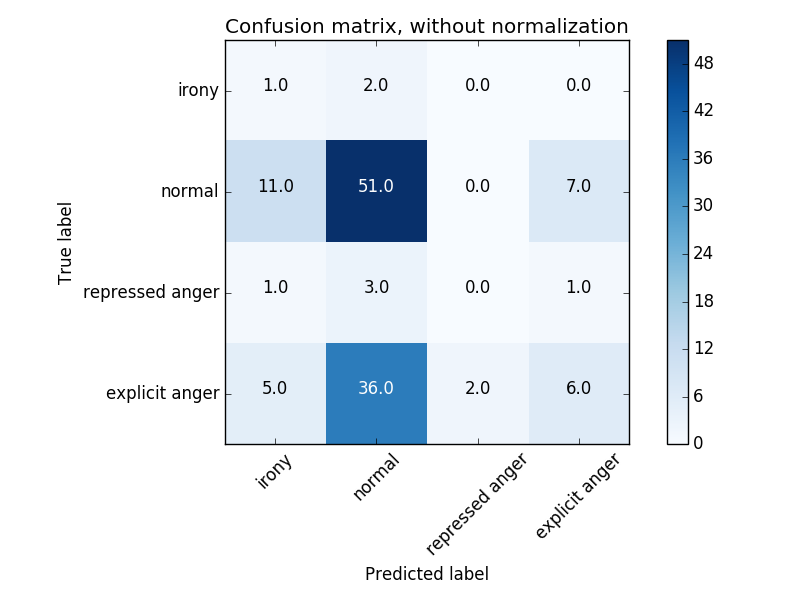 Confusion matrix, without normalization
True label
irony 1.0 2.0 0.0 0.0
normal 11.0 51.0 0.0 7.0
repressed anger 1.0 3.0 0.0 1.0
explicit anger 5.0 36.0 2.0 6.0
irony normal repressed anger explicit anger
Predicted label
48
42
36
30
24
18
12
6
0